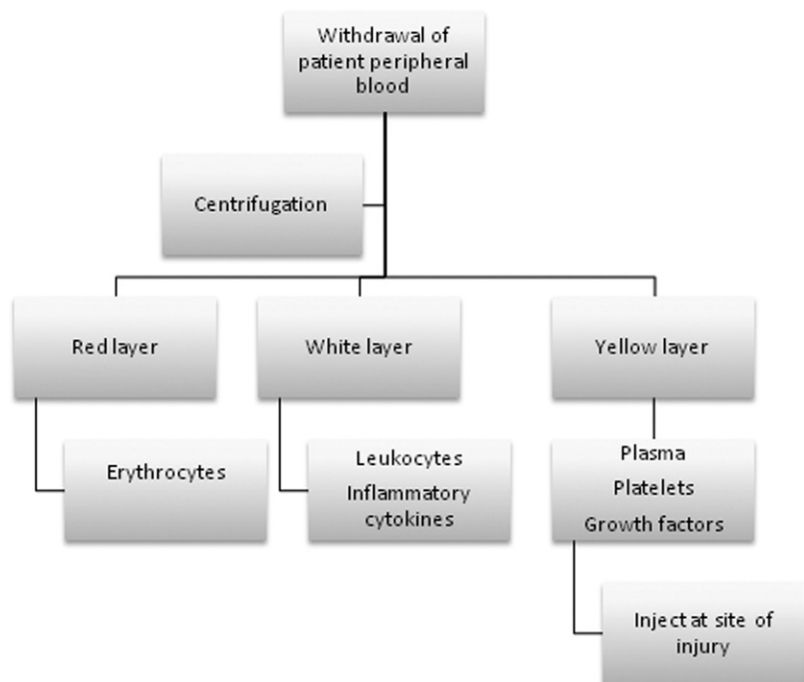 Withdrawal of
patient peripheral
blood
Centrifugation
Red layer
White layer
Yellow layer
Erythrocytes
Leukocytes
Inflammatory
cytokines
Plasma
Platelets
Growth factors
Inject at site of
injury